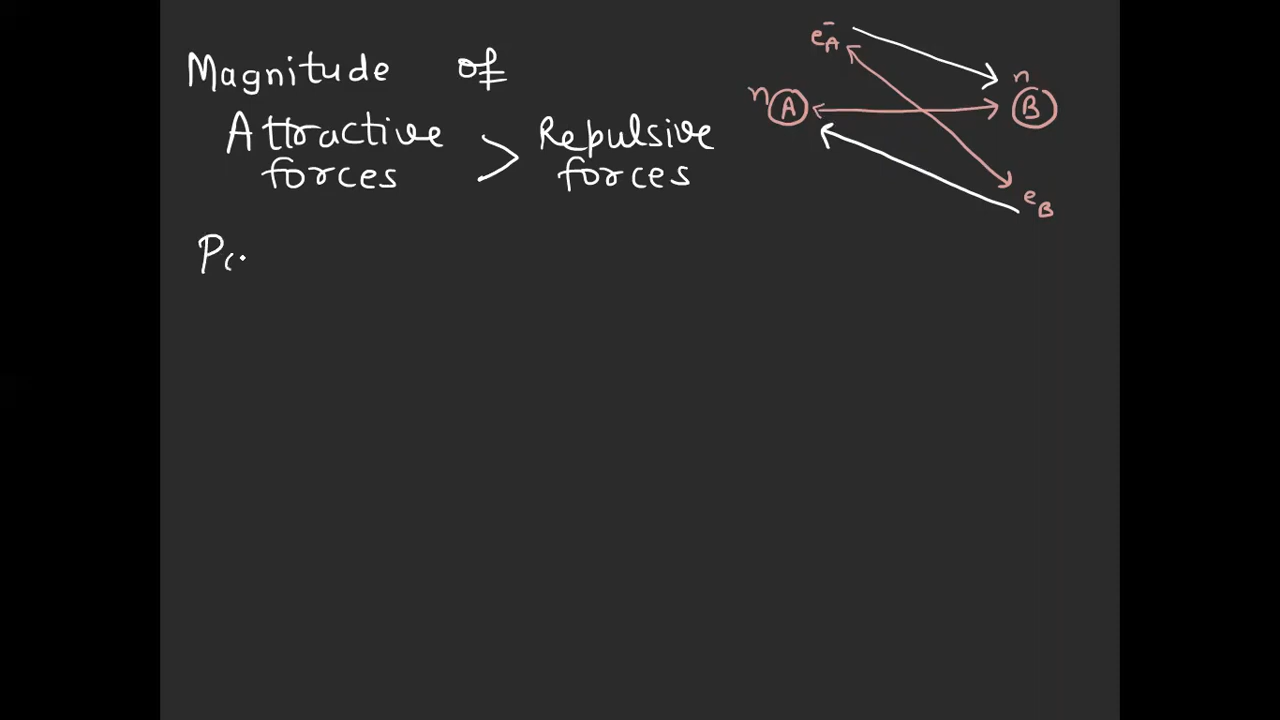 Magnitude of
Attractive > Repulsive
forces forces
e⁻A
n A
n B
eB